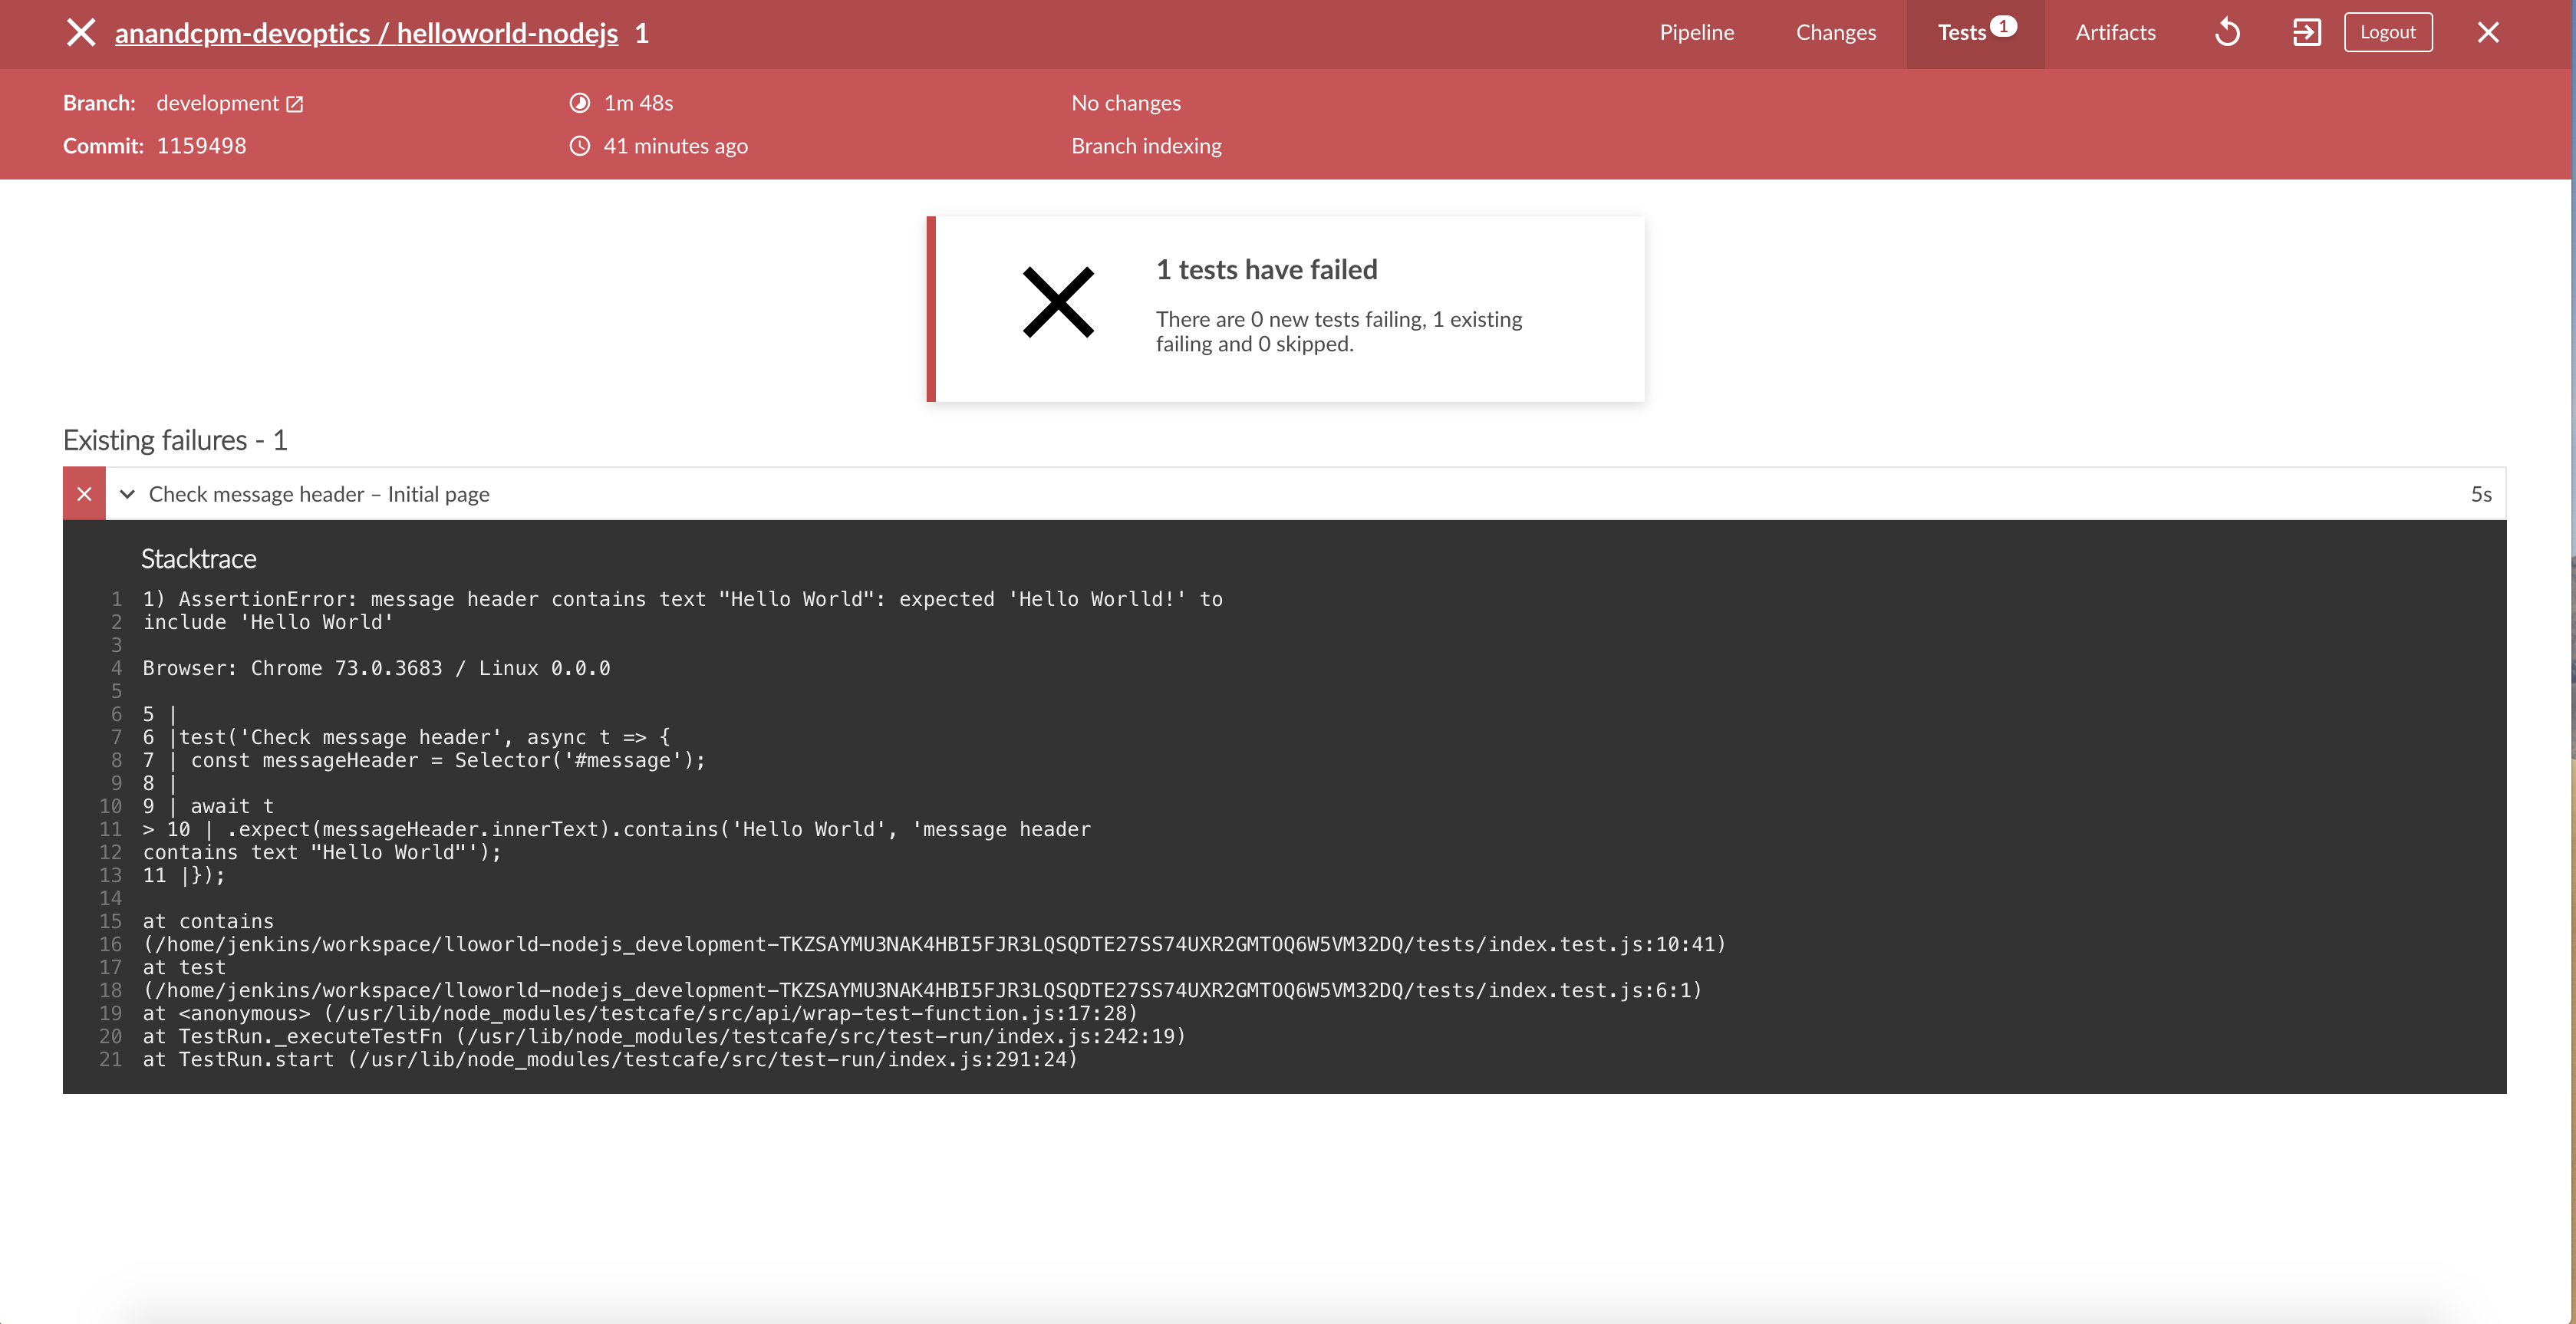 anandcpm-devoptics / helloworld-nodejs 1 Pipeline Changes Tests 1 Artifacts Logout
Branch: development 1m 48s No changes
Commit: 1159498 41 minutes ago Branch indexing
1 tests have failed
There are 0 new tests failing, 1 existing
failing and 0 skipped.
Existing failures - 1
Check message header – Initial page 5s
Stacktrace
1 1) AssertionError: message header contains text "Hello World": expected 'Hello Worlld!' to
2 include 'Hello World'
3
4 Browser: Chrome 73.0.3683 / Linux 0.0.0
5
6 5 |
7 6 |test('Check message header', async t => {
8 7 | const messageHeader = Selector('#message');
9 8 |
10 9 | await t
11 > 10 | .expect(messageHeader.innerText).contains('Hello World', 'message header
12 contains text "Hello World"');
13 11 |});
14
15 at contains
16 (/home/jenkins/workspace/lloworld-nodejs_development-TKZSAYMU3NAK4HBI5FJR3LQSQDTE27SS74UXR2GMTOQ6W5VM32DQ/tests/index.test.js:10:41)
17 at test
18 (/home/jenkins/workspace/lloworld-nodejs_development-TKZSAYMU3NAK4HBI5FJR3LQSQDTE27SS74UXR2GMTOQ6W5VM32DQ/tests/index.test.js:6:1)
19 at <anonymous> (/usr/lib/node_modules/testcafe/src/api/wrap-test-function.js:17:28)
20 at TestRun._executeTestFn (/usr/lib/node_modules/testcafe/src/test-run/index.js:242:19)
21 at TestRun.start (/usr/lib/node_modules/testcafe/src/test-run/index.js:291:24)